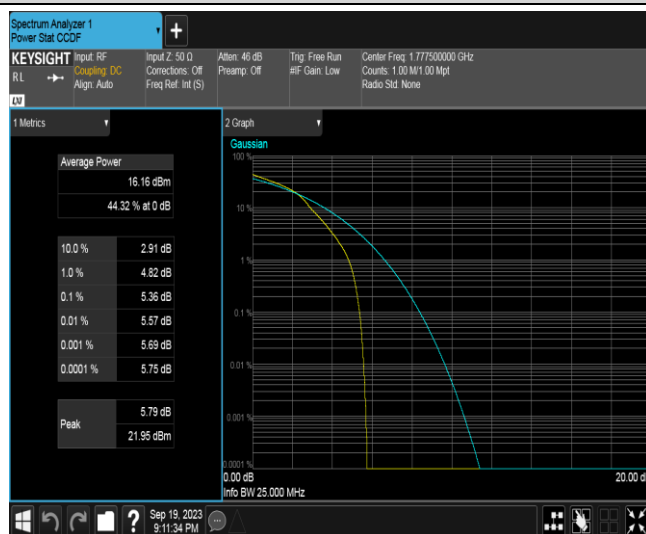 Spectrum Analyzer 1
Power Stat CCDF
KEYSIGHT
RL
LXI
Input: RF
Coupling: DC
Align: Auto
Input Z: 50 Ω
Corrections: Off
Freq Ref: Int (S)
Atten: 46 dB
Preamp: Off
Trig: Free Run
#IF Gain: Low
Center Freq: 1.777500000 GHz
Counts: 1.00 M/1.00 Mpt
Radio Std: None
1 Metrics
Average Power
16.16 dBm
44.32 % at 0 dB
10.0 % 2.91 dB
1.0 % 4.82 dB
0.1 % 5.36 dB
0.01 % 5.57 dB
0.001 % 5.69 dB
0.0001 % 5.75 dB
Peak
5.79 dB
21.95 dBm
2 Graph
Gaussian
100 %
10 %
1 %
0.1 %
0.01 %
0.001 %
0.0001 %
0.00 dB
20.00 d
Info BW 25.000 MHz
?
Sep 19, 2023
9:11:34 PM